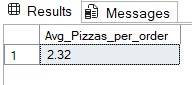 Results Messages
Avg_Pizzas_per_order
1 2.32